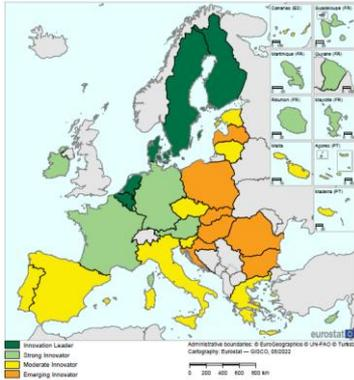 Canarias (ES)
Guadeloupe (FR)
Martinique (FR)
Guyane (FR)
Réunion (FR)
Mayotte (FR)
Malta
Açores (PT)
Madeira (PT)
eurostat
Innovation Leader
Strong Innovator
Moderate Innovator
Emerging Innovator
Administrative boundaries: © EuroGeographics © UN-FAO © Turkstat
Cartography: Eurostat — GISCO, 05/2022
0 200 400 600 800 km